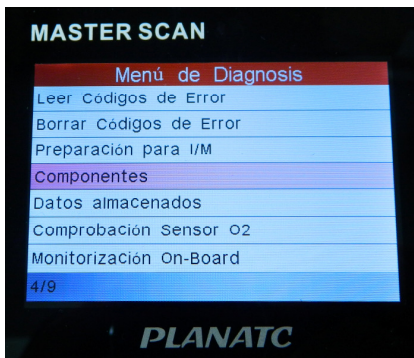 MASTER SCAN
Menú de Diagnosis
Leer Códigos de Error
Borrar Códigos de Error
Preparación para I/M
Componentes
Datos almacenados
Comprobación Sensor O2
Monitorización On-Board
4/9
PLANATC